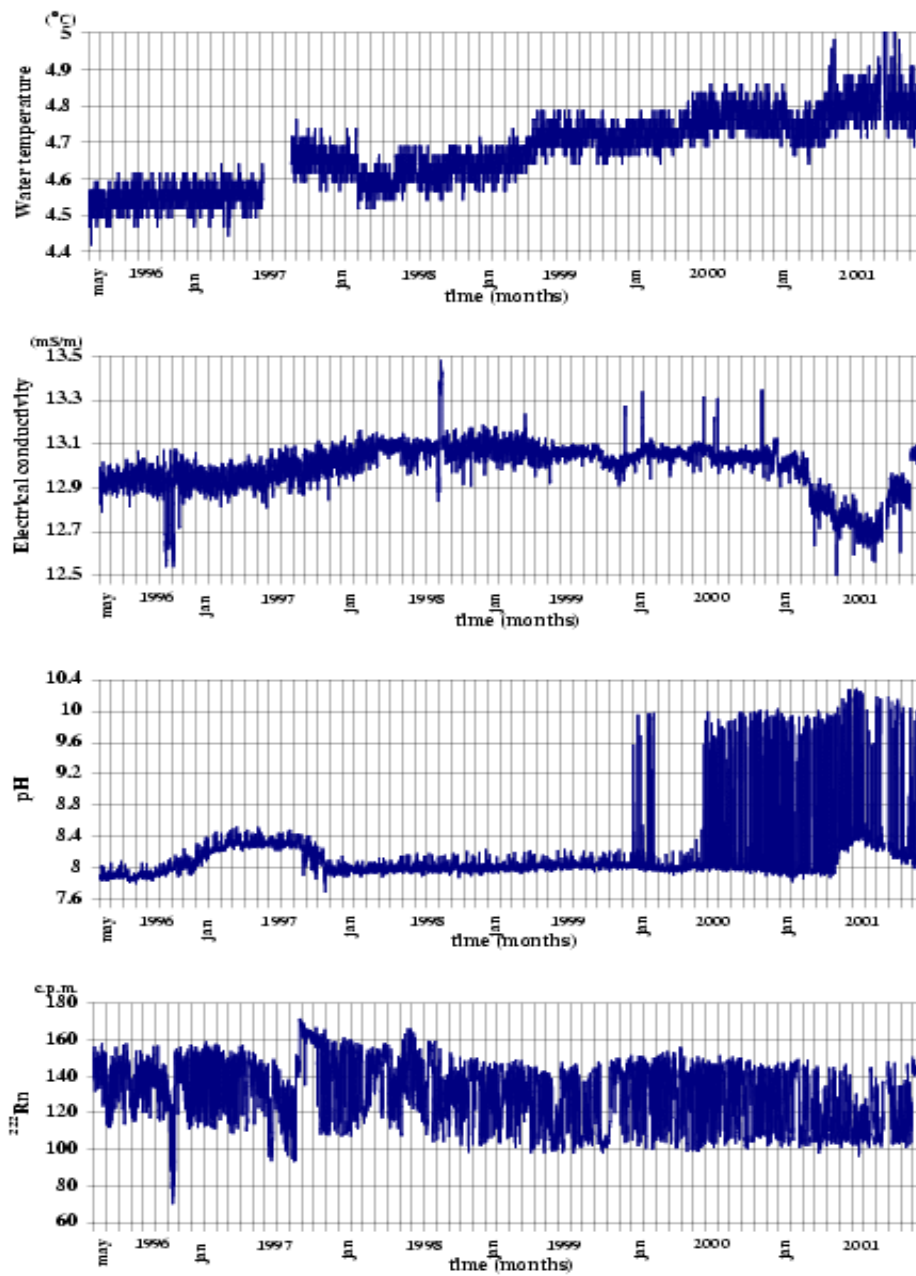 (°C)
5
4.9
4.8
4.7
4.6
4.5
4.4
Water temperature
may 1996 jan 1997 jan 1998 jan 1999 jan 2000 jan 2001
time (months)
(mS/m)
13.5
13.3
13.1
12.9
12.7
12.5
Electrical conductivity
may 1996 jan 1997 jan 1998 jan 1999 jan 2000 jan 2001
time (months)
10.4
10
9.6
9.2
8.8
8.4
8
7.6
pH
may 1996 jan 1997 jan 1998 jan 1999 jan 2000 jan 2001
time (months)
c.p.m.
180
160
140
120
100
80
60
²²²Rn
may 1996 jan 1997 jan 1998 jan 1999 jan 2000 jan 2001
time (months)